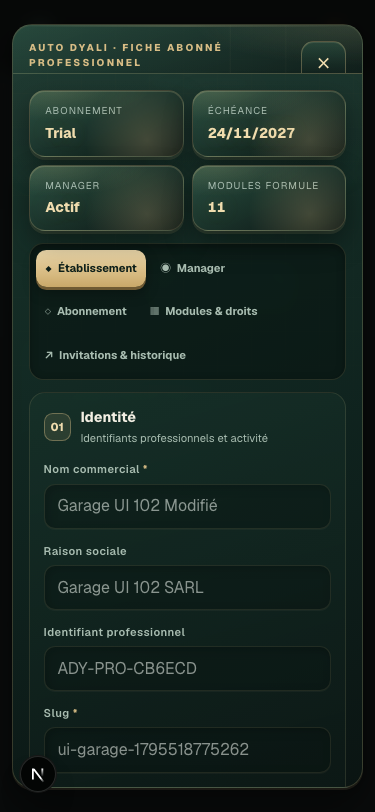 AUTO DYALI · FICHE ABONNÉ
PROFESSIONNEL
×
ABONNEMENT
Trial
ÉCHÉANCE
24/11/2027
MANAGER
Actif
MODULES FORMULE
11
◆ Établissement
◉ Manager
◇ Abonnement
▦ Modules & droits
↗ Invitations & historique
01
Identité
Identifiants professionnels et activité
Nom commercial *
Garage UI 102 Modifié
Raison sociale
Garage UI 102 SARL
Identifiant professionnel
ADY-PRO-CB6ECD
Slug *
ui-garage-1795518775262
N